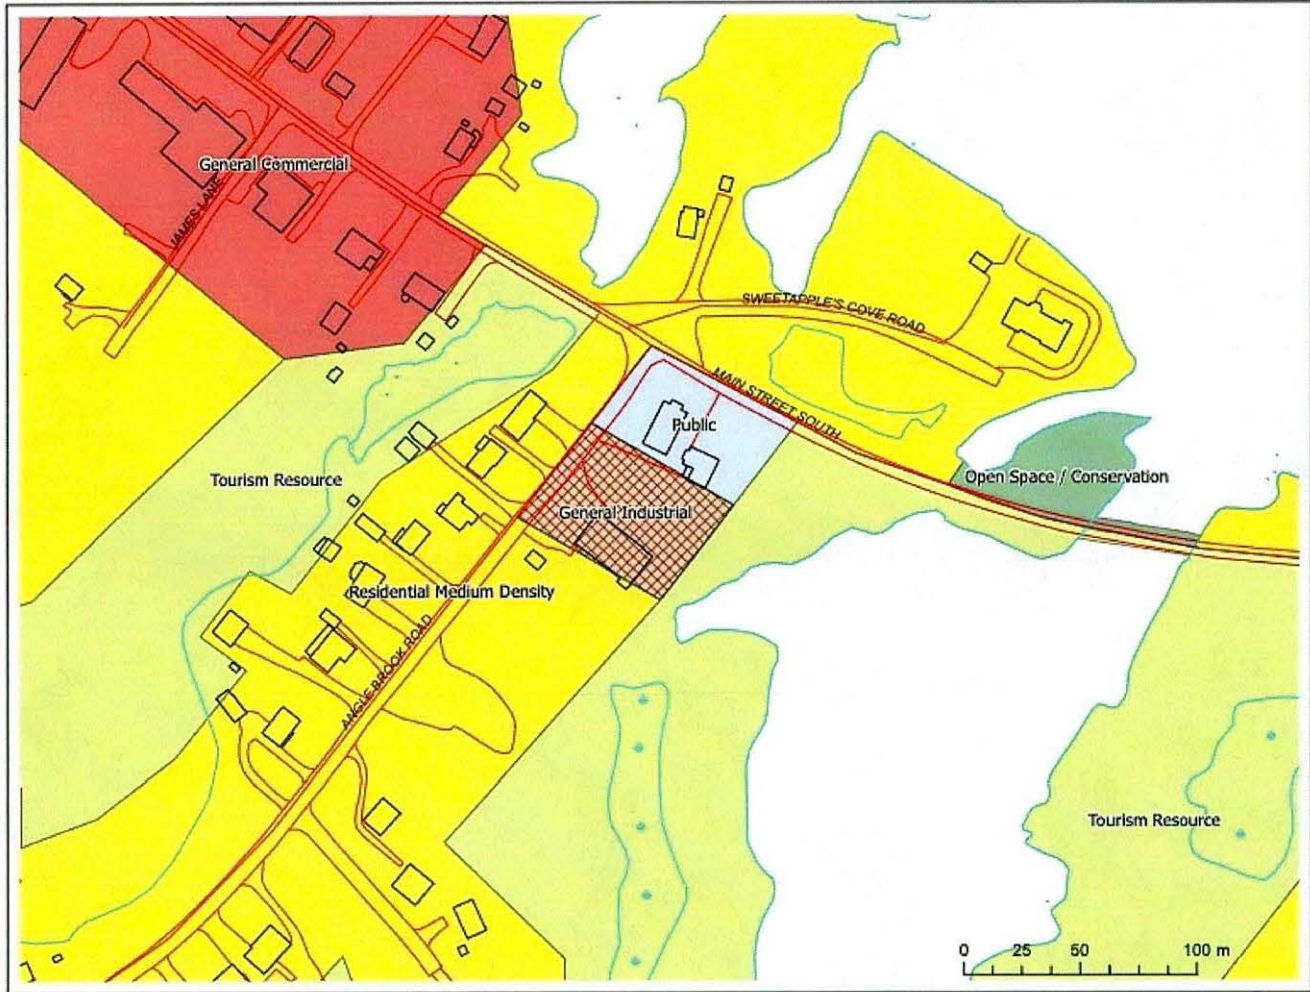 General Commercial
JAMES LANE
SWEETAPPLE'S COVE ROAD
MAIN STREET SOUTH
Public
Tourism Resource
Open Space / Conservation
General Industrial
Residential Medium Density
ANGLE BROOK ROAD
Tourism Resource
0 25 50 100 m